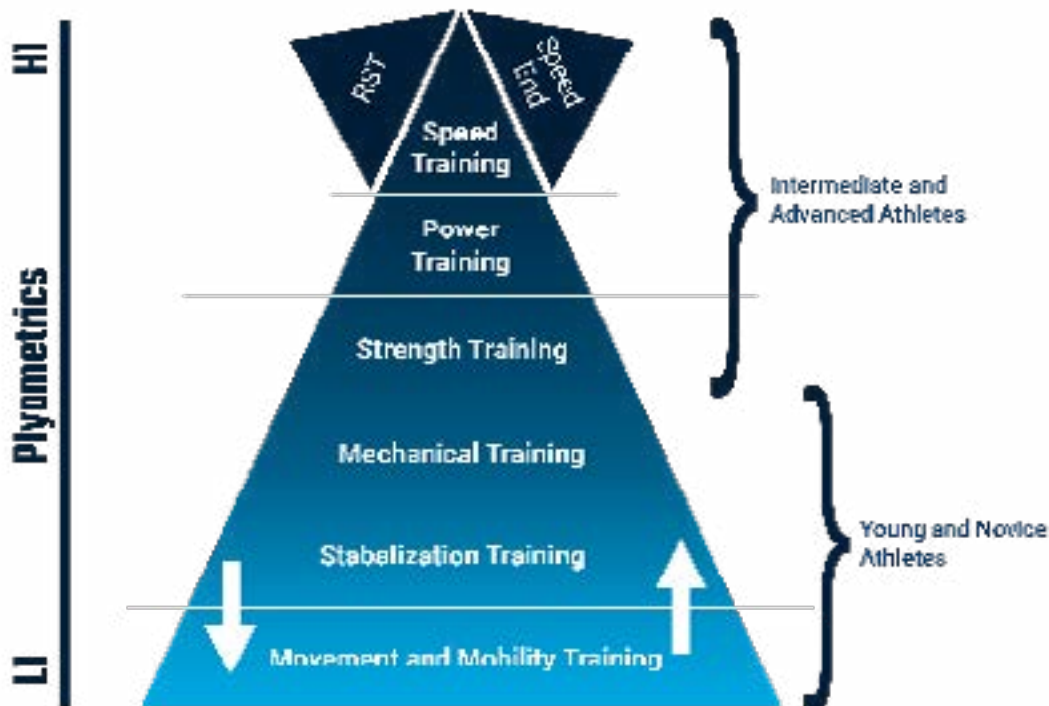 HI
Plyometrics
LI
RST
Speed
End
Speed
Training
Power
Training
Strength Training
Mechanical Training
Stabalization Training
Movement and Mobility Training
Intermediate and
Advanced Athletes
Young and Novice
Athletes